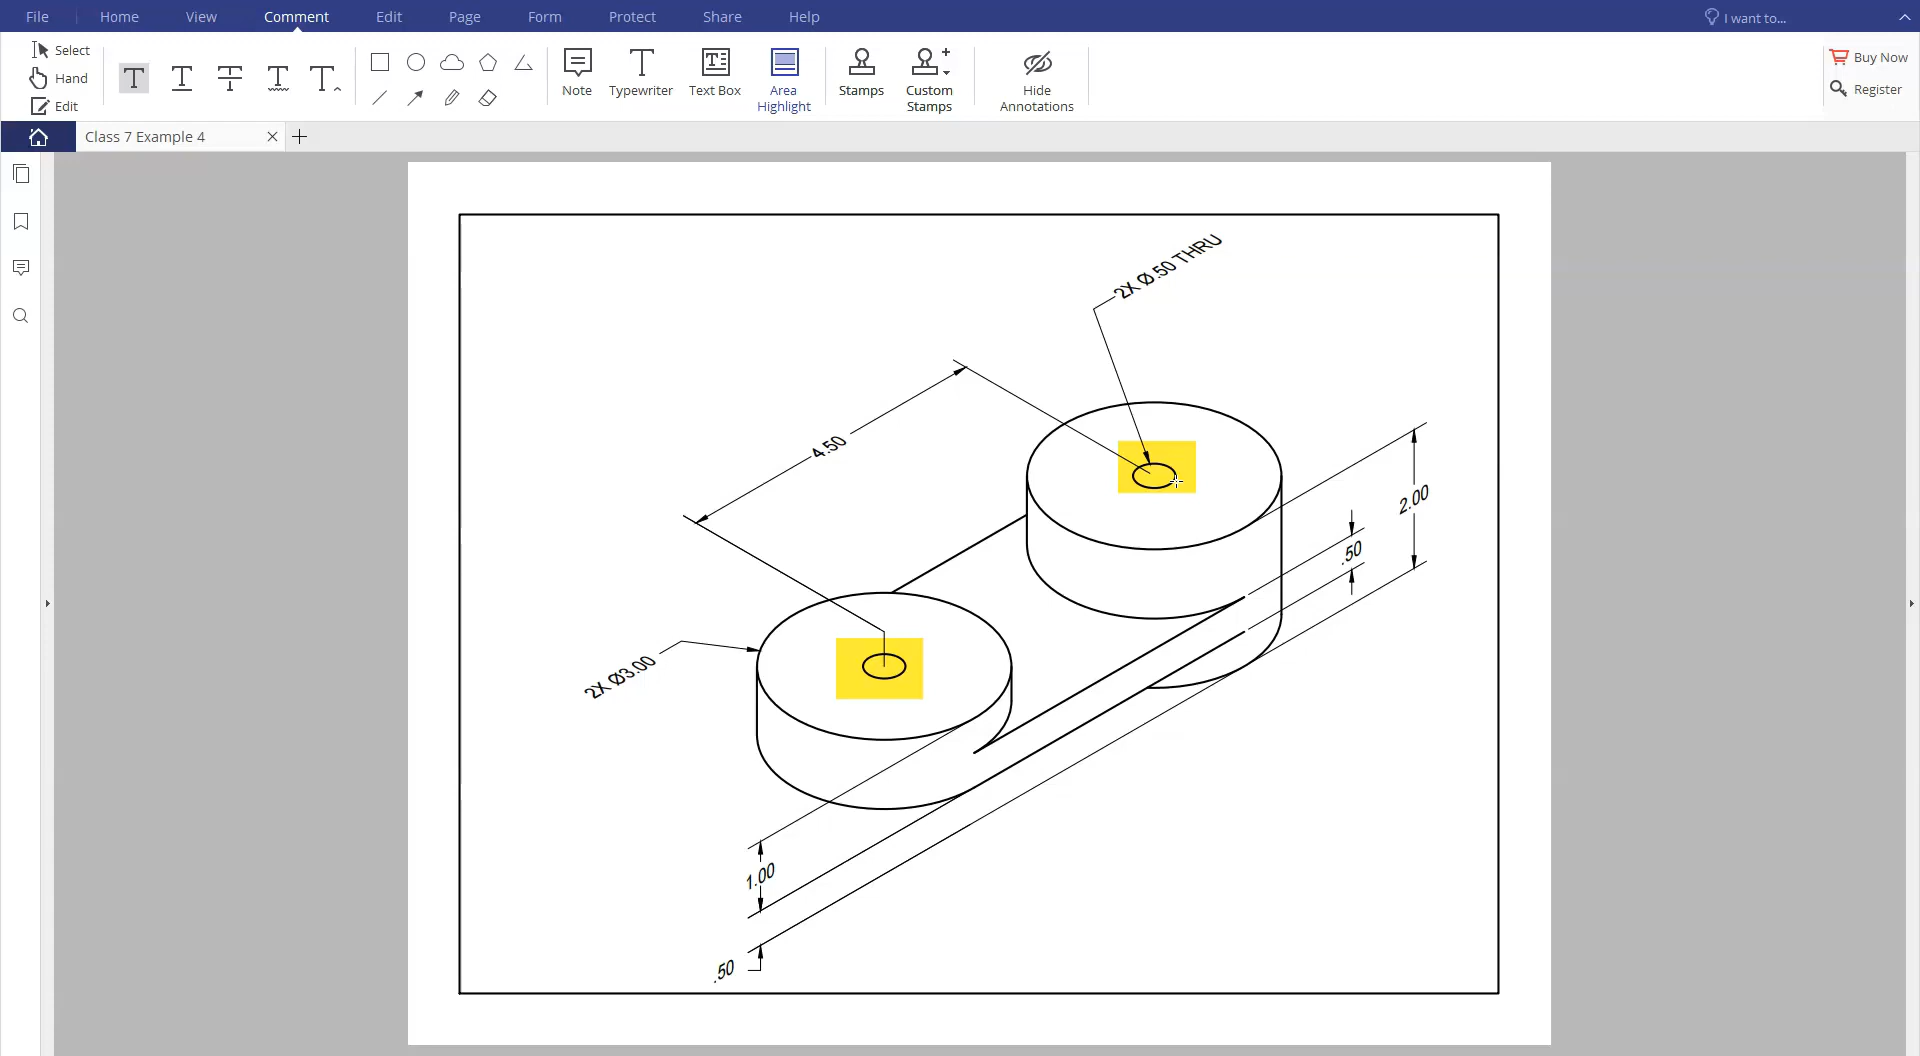 File Home View Comment Edit Page Form Protect Share Help I want to...
Select
Hand
Edit
Note Typewriter Text Box Area Highlight Stamps Custom Stamps Hide Annotations
Buy Now
Register
Class 7 Example 4
2X Ø.50 THRU
4.50
2.00
.50
2X Ø3.00
1.00
.50